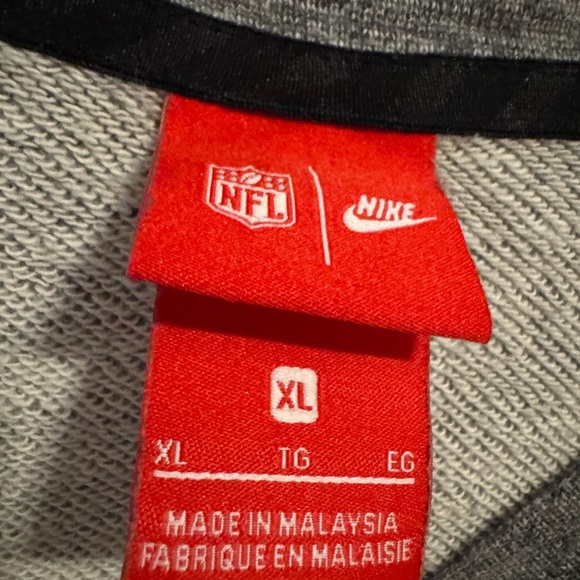 NFL | NIKE
XL
XL TG EG
MADE IN MALAYSIA
FABRIQUE EN MALAISIE